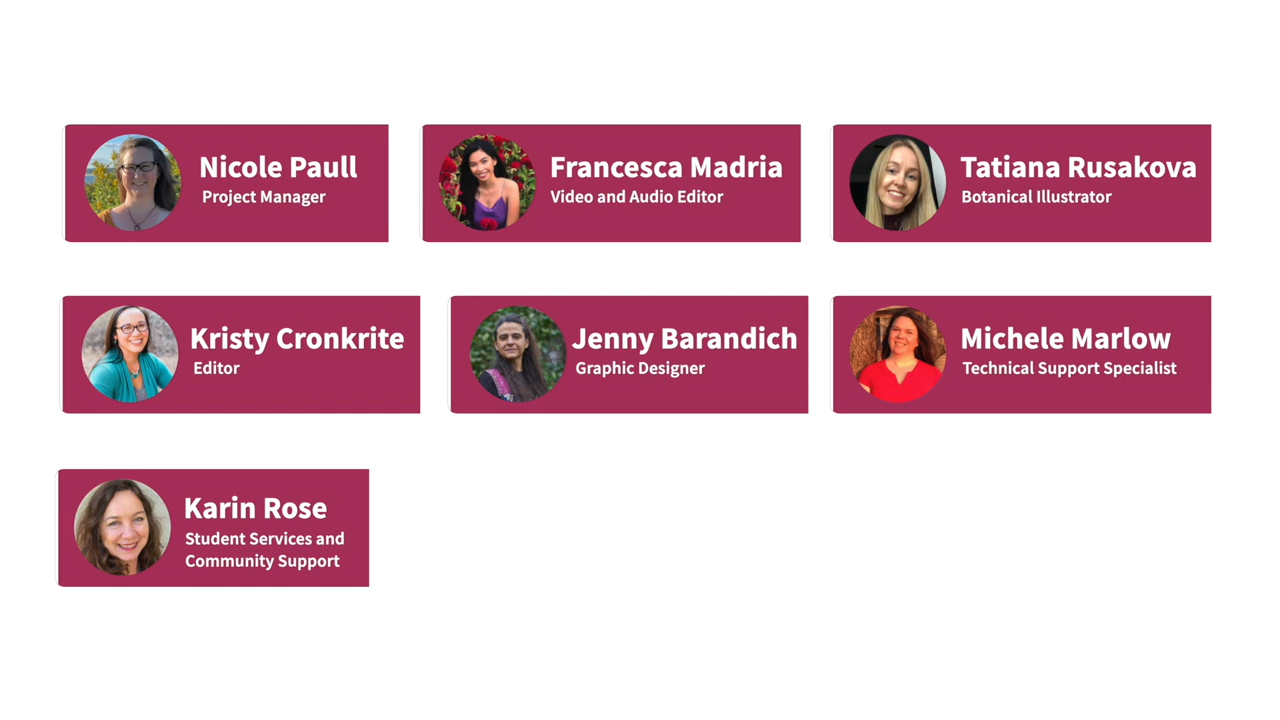 Nicole Paull
Project Manager
Francesca Madria
Video and Audio Editor
Tatiana Rusakova
Botanical Illustrator
Kristy Cronkrite
Editor
Jenny Barandich
Graphic Designer
Michele Marlow
Technical Support Specialist
Karin Rose
Student Services and
Community Support